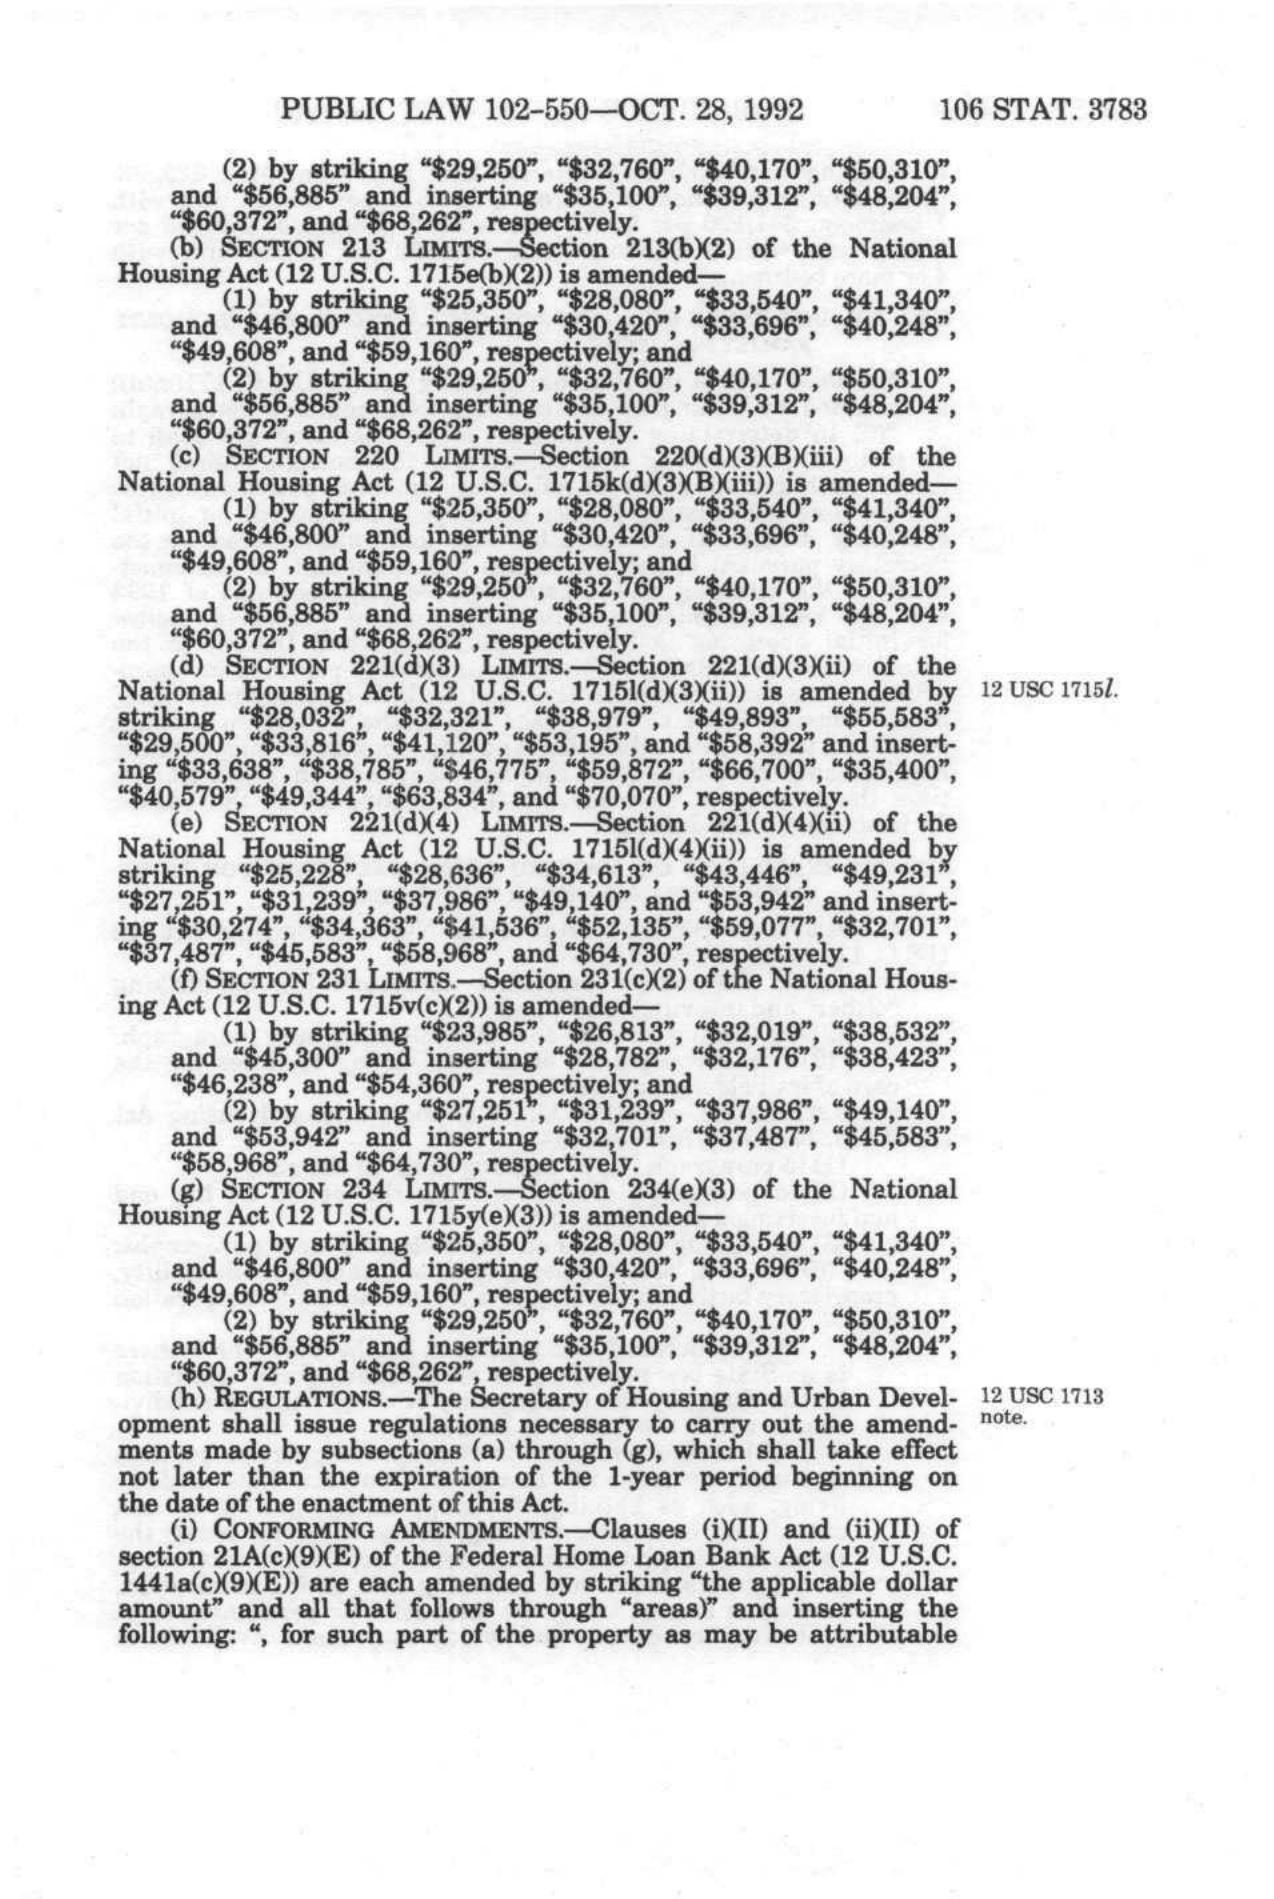 PUBLIC LAW 102–550—OCT. 28, 1992 106 STAT. 3783
(2) by striking “$29,250”, “$32,760”, “$40,170”, “$50,310”,
and “$56,885” and inserting “$35,100”, “$39,312”, “$48,204”,
“$60,372”, and “$68,262”, respectively.
(b) SECTION 213 LIMITS.—Section 213(b)(2) of the National
Housing Act (12 U.S.C. 1715e(b)(2)) is amended—
(1) by striking “$25,350”, “$28,080”, “$33,540”, “$41,340”,
and “$46,800” and inserting “$30,420”, “$33,696”, “$40,248”,
“$49,608”, and “$59,160”, respectively; and
(2) by striking “$29,250”, “$32,760”, “$40,170”, “$50,310”,
and “$56,885” and inserting “$35,100”, “$39,312”, “$48,204”,
“$60,372”, and “$68,262”, respectively.
(c) SECTION 220 LIMITS.—Section 220(d)(3)(B)(iii) of the
National Housing Act (12 U.S.C. 1715k(d)(3)(B)(iii)) is amended—
(1) by striking “$25,350”, “$28,080”, “$33,540”, “$41,340”,
and “$46,800” and inserting “$30,420”, “$33,696”, “$40,248”,
“$49,608”, and “$59,160”, respectively; and
(2) by striking “$29,250”, “$32,760”, “$40,170”, “$50,310”,
and “$56,885” and inserting “$35,100”, “$39,312”, “$48,204”,
“$60,372”, and “$68,262”, respectively.
(d) SECTION 221(d)(3) LIMITS.—Section 221(d)(3)(ii) of the
National Housing Act (12 U.S.C. 1715l(d)(3)(ii)) is amended by 12 USC 1715l.
striking “$28,032”, “$32,321”, “$38,979”, “$49,893”, “$55,583”,
“$29,500”, “$33,816”, “$41,120”, “$53,195”, and “$58,392” and insert-
ing “$33,638”, “$38,785”, “$46,775”, “$59,872”, “$66,700”, “$35,400”,
“$40,579”, “$49,344”, “$63,834”, and “$70,070”, respectively.
(e) SECTION 221(d)(4) LIMITS.—Section 221(d)(4)(ii) of the
National Housing Act (12 U.S.C. 1715l(d)(4)(ii)) is amended by
striking “$25,228”, “$28,636”, “$34,613”, “$43,446”, “$49,231”,
“$27,251”, “$31,239”, “$37,986”, “$49,140”, and “$53,942” and insert-
ing “$30,274”, “$34,363”, “$41,536”, “$52,135”, “$59,077”, “$32,701”,
“$37,487”, “$45,583”, “$58,968”, and “$64,730”, respectively.
(f) SECTION 231 LIMITS.—Section 231(c)(2) of the National Hous-
ing Act (12 U.S.C. 1715v(c)(2)) is amended—
(1) by striking “$23,985”, “$26,813”, “$32,019”, “$38,532”,
and “$45,300” and inserting “$28,782”, “$32,176”, “$38,423”,
“$46,238”, and “$54,360”, respectively; and
(2) by striking “$27,251”, “$31,239”, “$37,986”, “$49,140”,
and “$53,942” and inserting “$32,701”, “$37,487”, “$45,583”,
“$58,968”, and “$64,730”, respectively.
(g) SECTION 234 LIMITS.—Section 234(e)(3) of the National
Housing Act (12 U.S.C. 1715y(e)(3)) is amended—
(1) by striking “$25,350”, “$28,080”, “$33,540”, “$41,340”,
and “$46,800” and inserting “$30,420”, “$33,696”, “$40,248”,
“$49,608”, and “$59,160”, respectively; and
(2) by striking “$29,250”, “$32,760”, “$40,170”, “$50,310”,
and “$56,885” and inserting “$35,100”, “$39,312”, “$48,204”,
“$60,372”, and “$68,262”, respectively.
(h) REGULATIONS.—The Secretary of Housing and Urban Devel- 12 USC 1713
opment shall issue regulations necessary to carry out the amend- note.
ments made by subsections (a) through (g), which shall take effect
not later than the expiration of the 1-year period beginning on
the date of the enactment of this Act.
(i) CONFORMING AMENDMENTS.—Clauses (i)(II) and (ii)(II) of
section 21A(c)(9)(E) of the Federal Home Loan Bank Act (12 U.S.C.
1441a(c)(9)(E)) are each amended by striking “the applicable dollar
amount” and all that follows through “areas)” and inserting the
following: “, for such part of the property as may be attributable